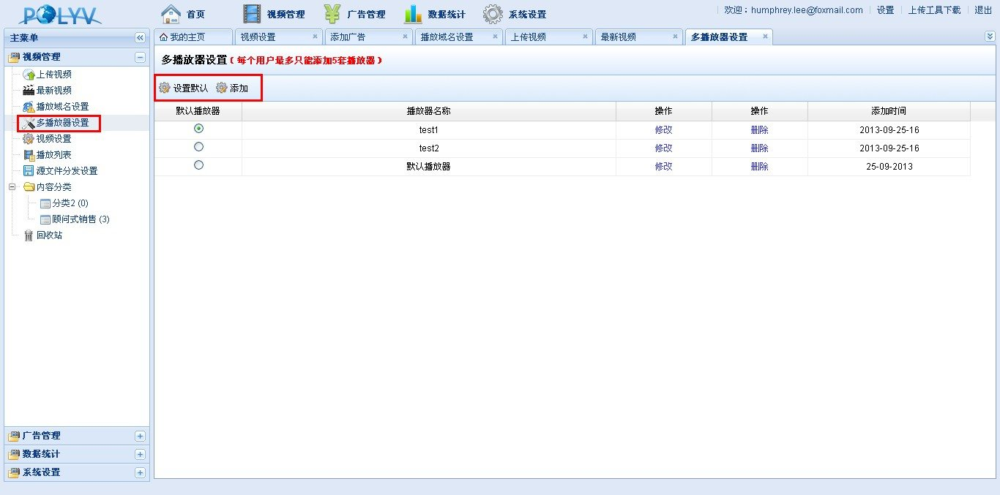 POLYV
首页 视频管理 广告管理 数据统计 系统设置
欢迎：humphrey.lee@foxmail.com 设置 上传工具下载 退出
主菜单
我的主页 视频设置 添加广告 播放域名设置 上传视频 最新视频 多播放器设置
视频管理
上传视频
最新视频
播放域名设置
多播放器设置
视频设置
播放列表
源文件分发设置
内容分类
分类2 (0)
顾问式销售 (3)
回收站
广告管理
数据统计
系统设置
多播放器设置（每个用户最多只能添加5套播放器）
设置默认 添加
默认播放器 播放器名称 操作 操作 添加时间
test1 修改 删除 2013-09-25-16
test2 修改 删除 2013-09-25-16
默认播放器 修改 删除 25-09-2013